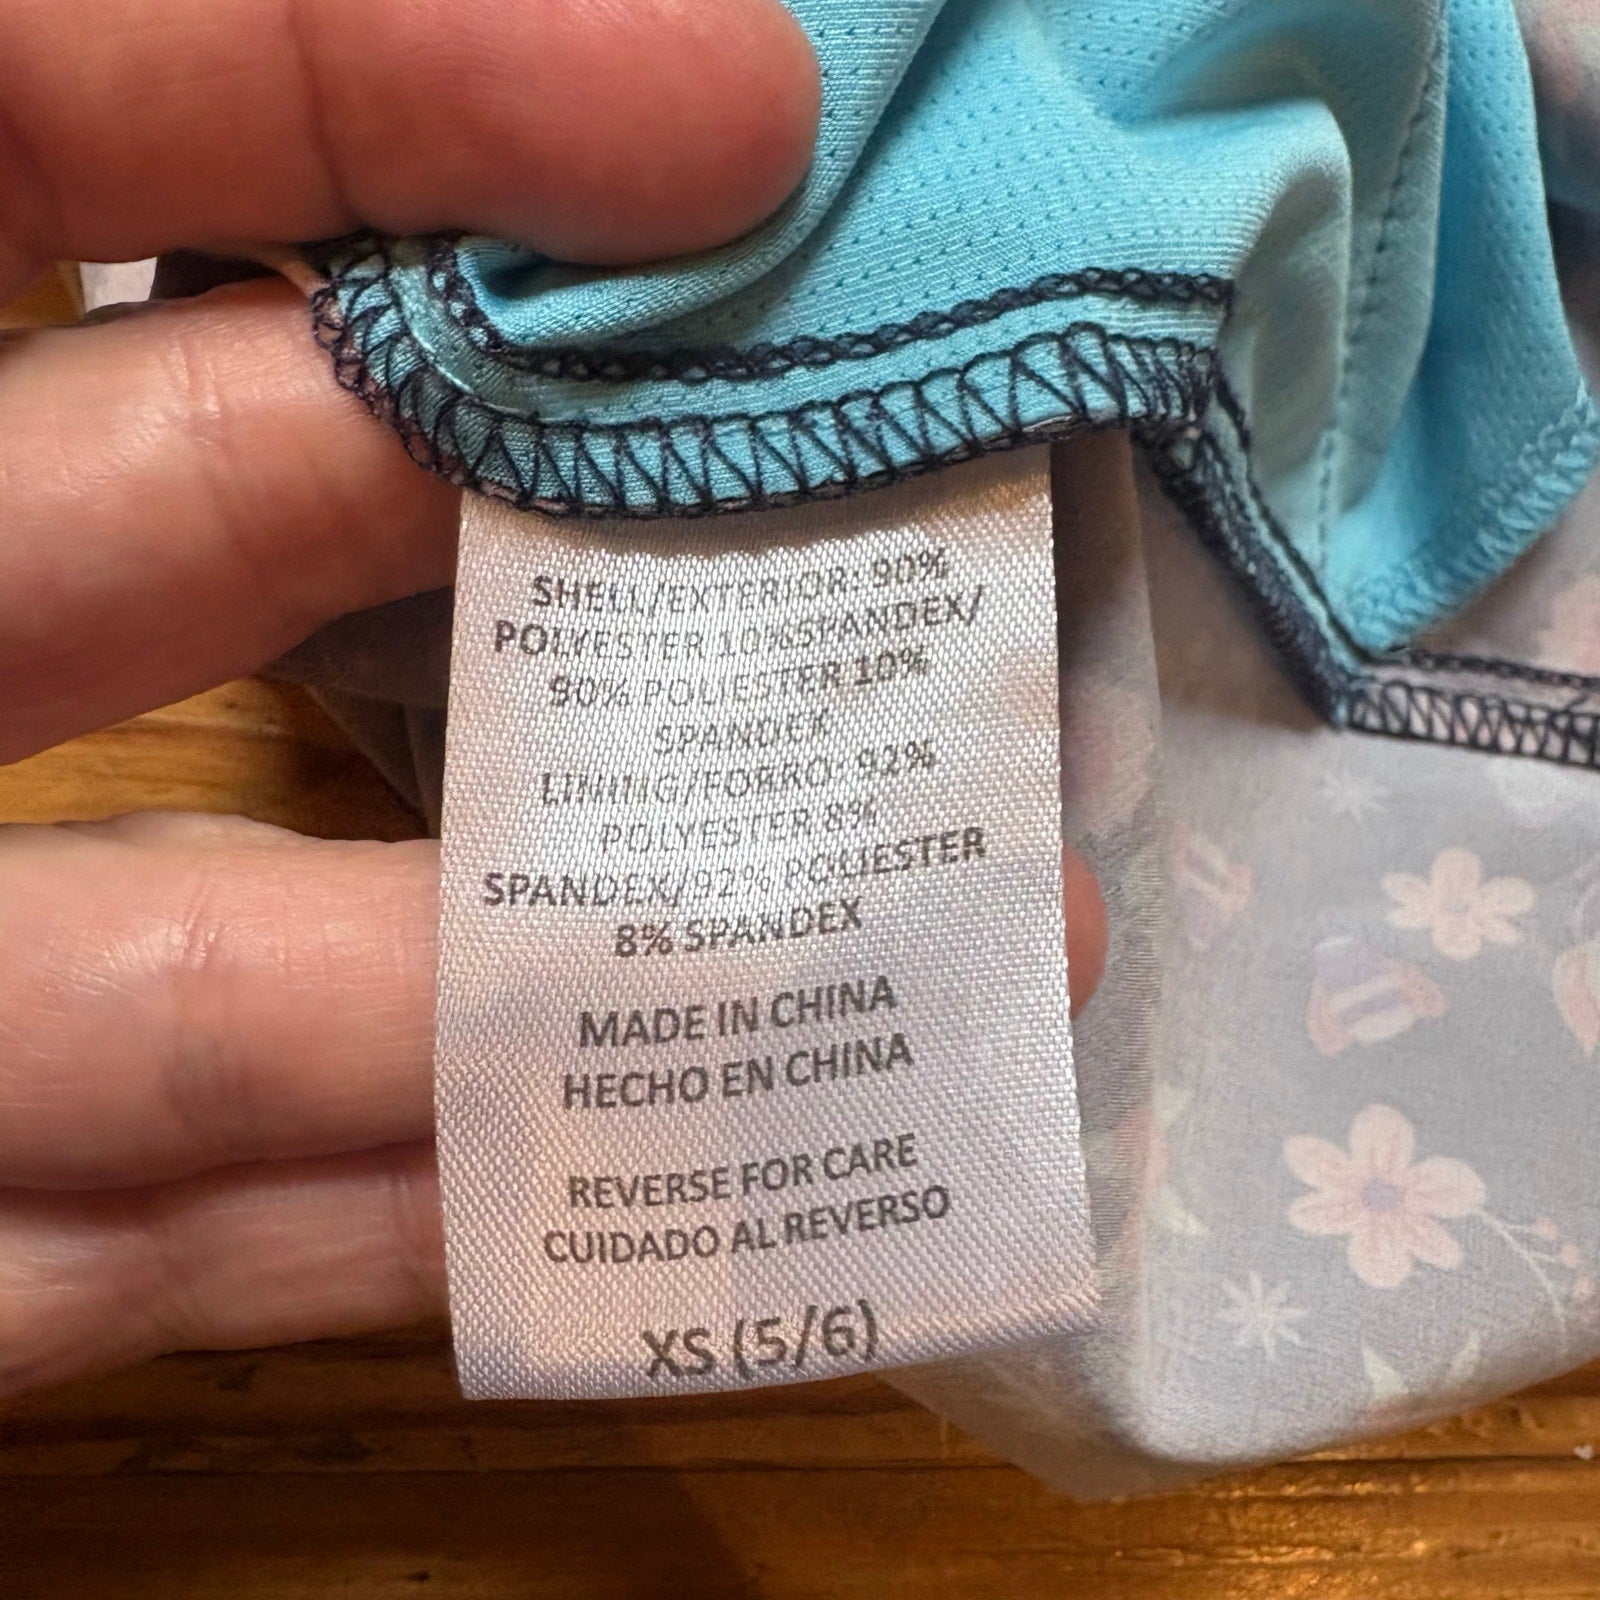 SHELL/EXTERIOR: 90%
POLYESTER 10%SPANDEX/
90% POLIESTER 10%
SPANDEX
LINING/FORRO: 92%
POLYESTER 8%
SPANDEX/92% POLIESTER
8% SPANDEX
MADE IN CHINA
HECHO EN CHINA
REVERSE FOR CARE
CUIDADO AL REVERSO
XS (5/6)